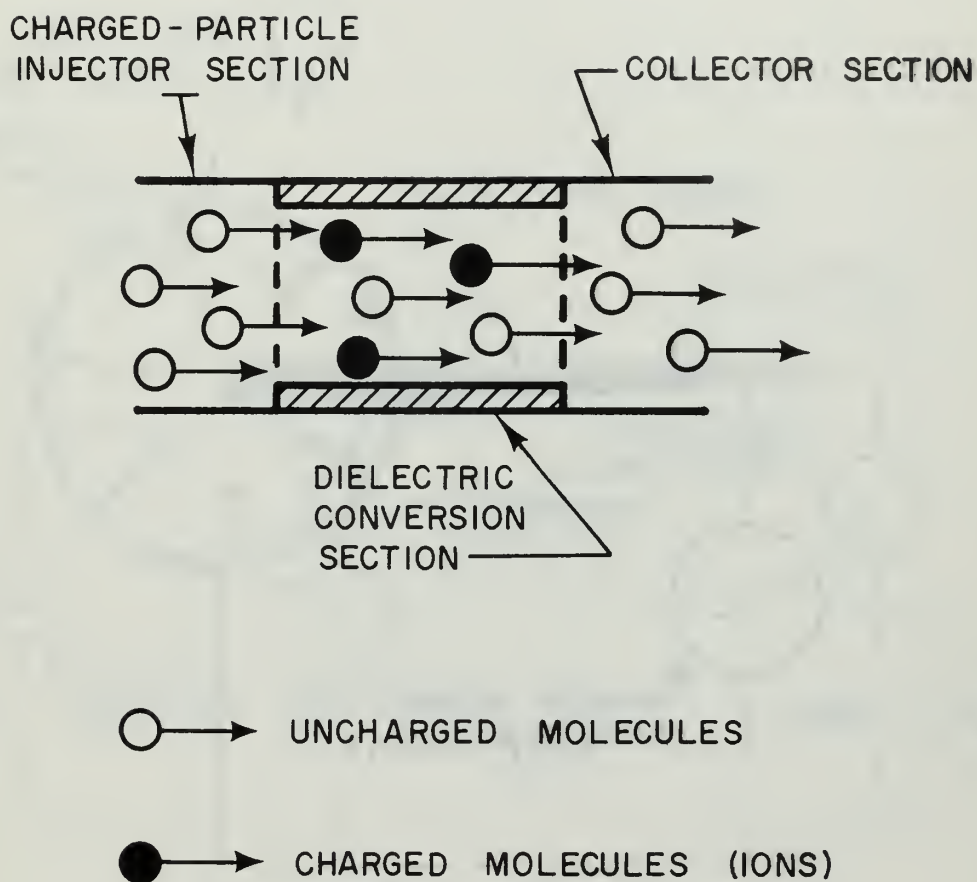 CHARGED-PARTICLE
INJECTOR SECTION
COLLECTOR SECTION
DIELECTRIC
CONVERSION
SECTION
UNCHARGED MOLECULES
CHARGED MOLECULES (IONS)